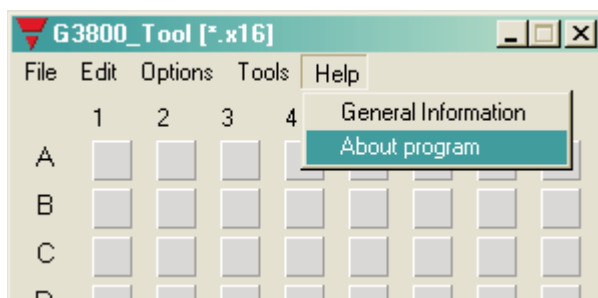 G3800_Tool [*.x16]
File Edit Options Tools Help
General Information
About program
1 2 3 4
A
B
C
D